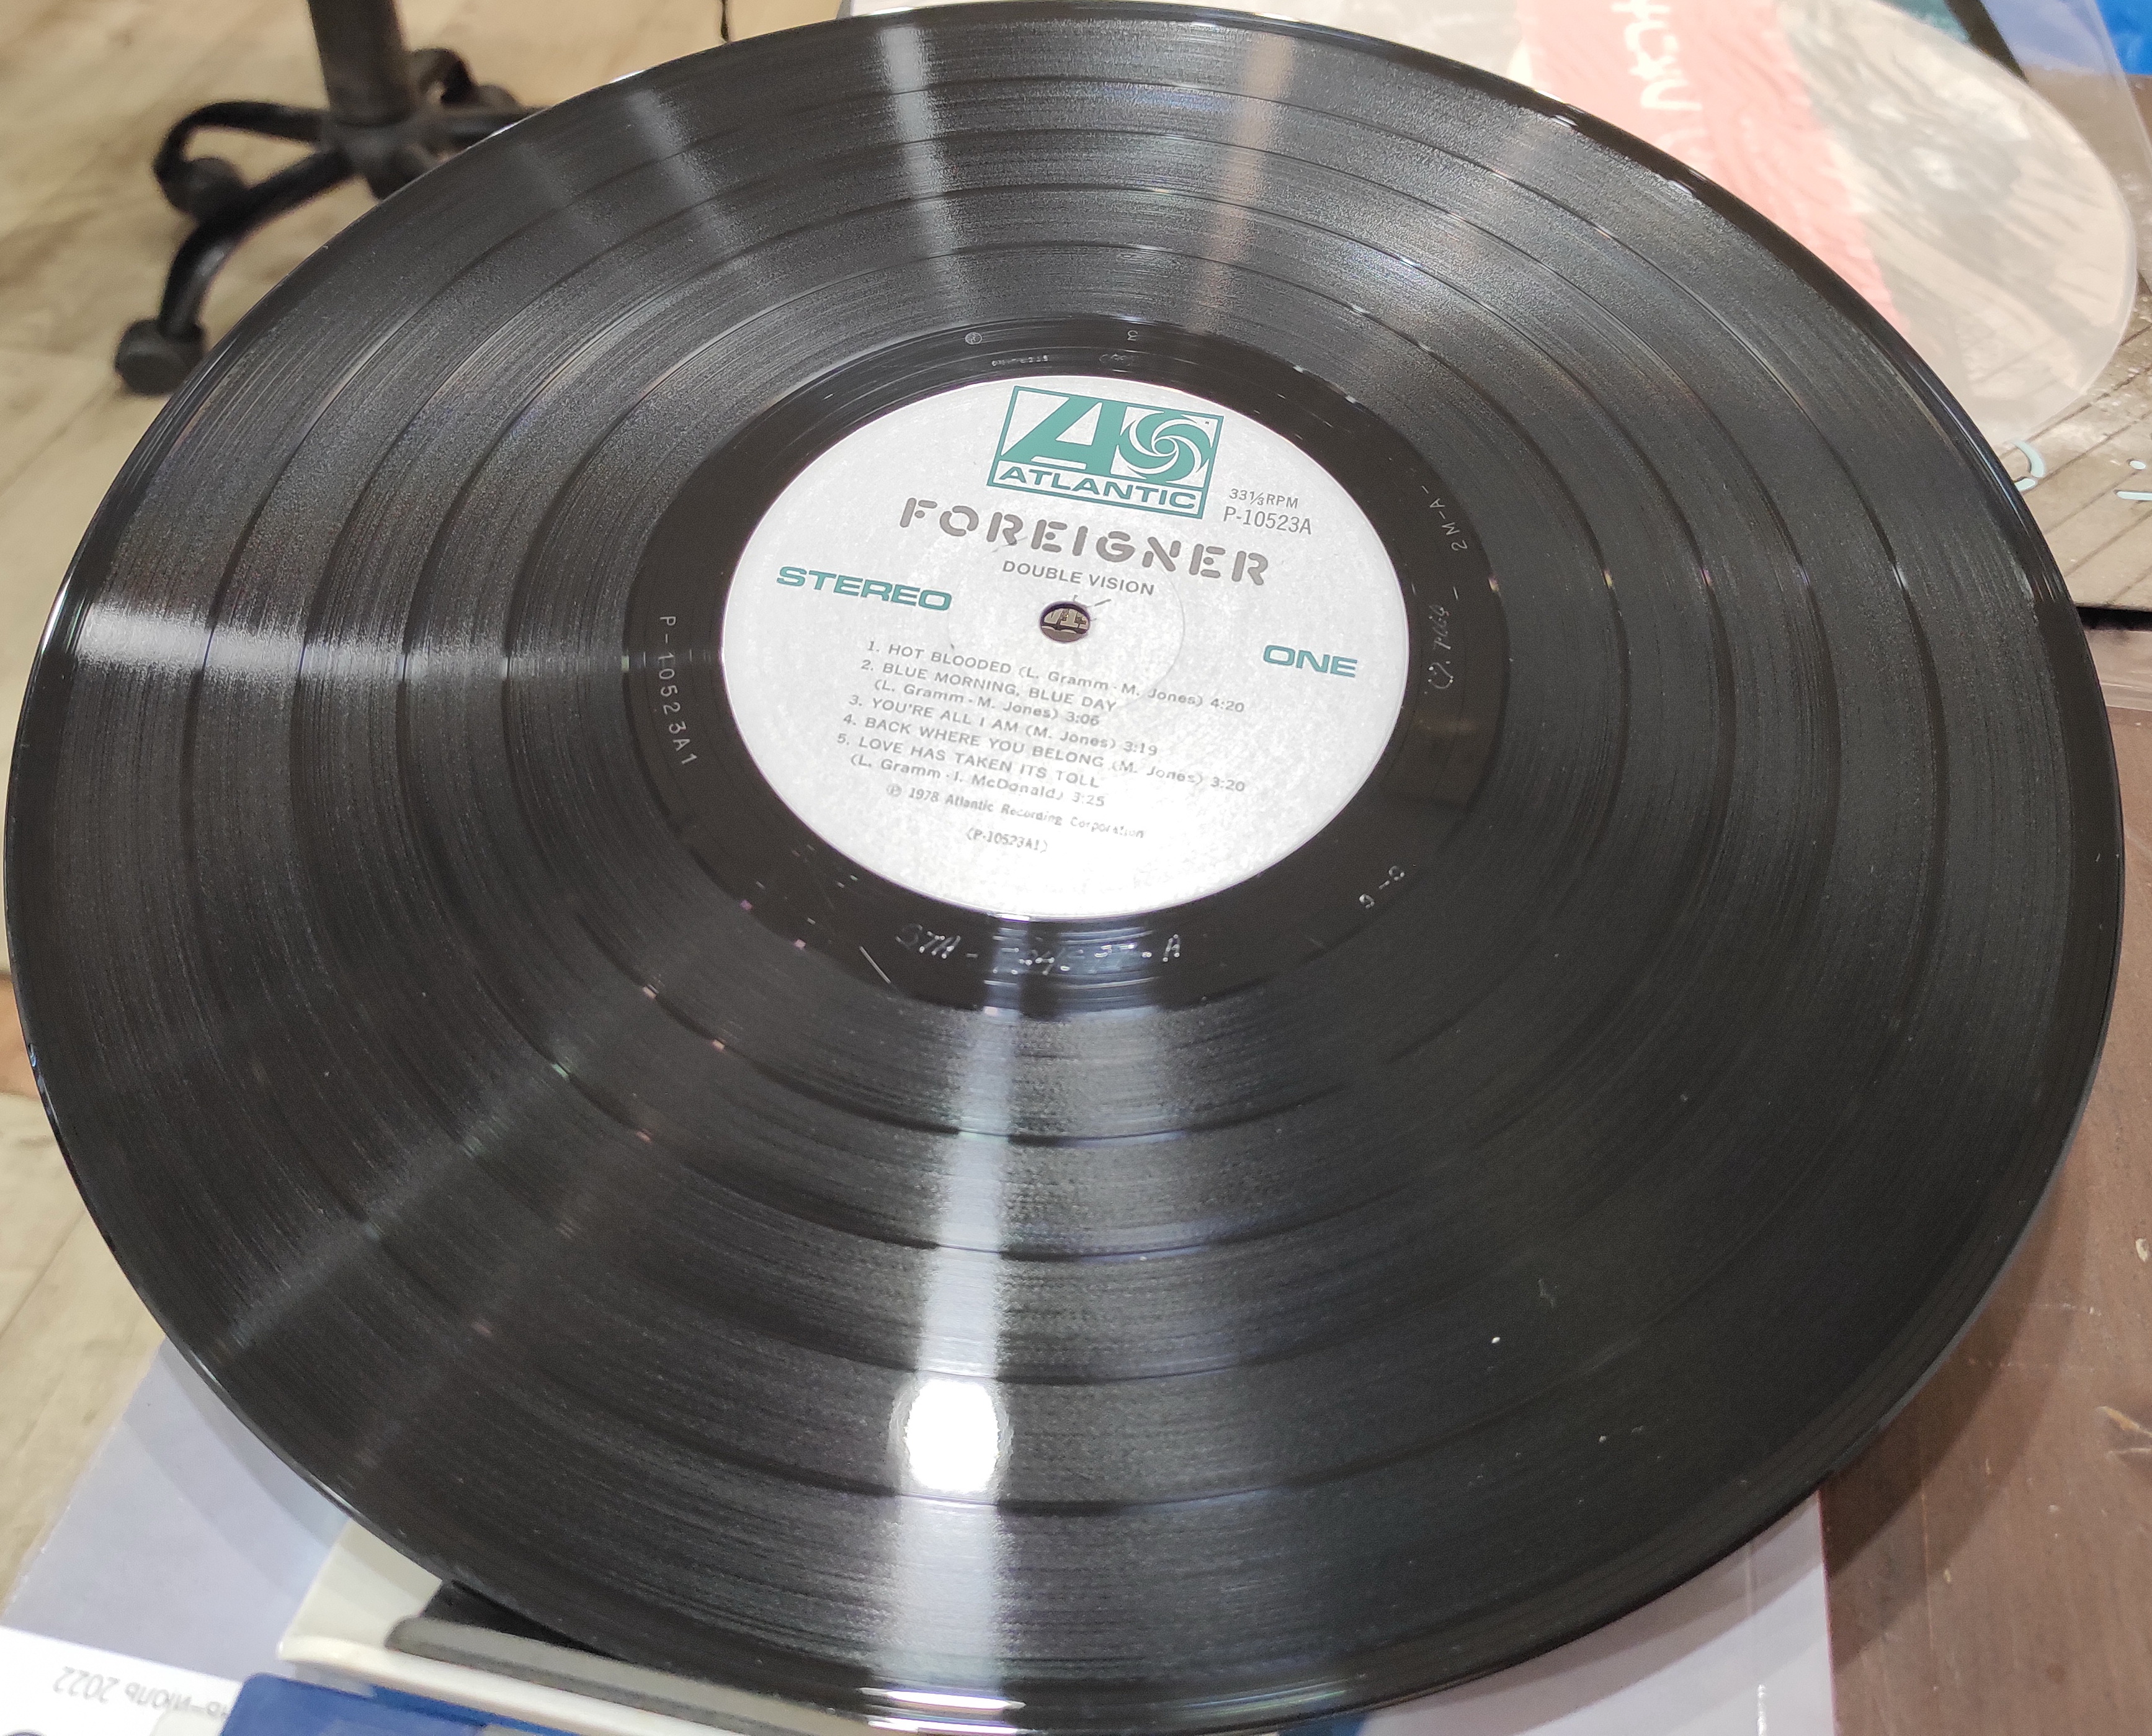 ATLANTIC
33⅓RPM
P-10523A
FOREIGNER
DOUBLE VISION
STEREO
ONE
1. HOT BLOODED (L. Gramm · M. Jones) 4:20
2. BLUE MORNING, BLUE DAY
(L. Gramm · M. Jones) 3:06
3. YOU'RE ALL I AM (M. Jones) 3:19
4. BACK WHERE YOU BELONG (M. Jones) 3:20
5. LOVE HAS TAKEN ITS TOLL
(L. Gramm · I. McDonald) 3:25
℗ 1978 Atlantic Recording Corporation
(P-10523A1)
P-10523A1
2M-A-
3
2022